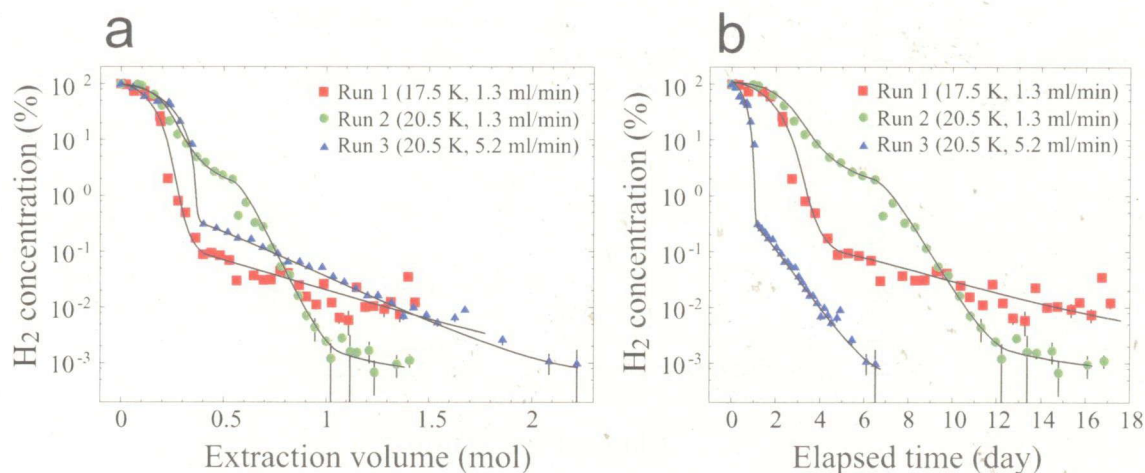 a
H2 concentration (%)
10^2
10^1
10^0
10^-1
10^-2
10^-3
Run 1 (17.5 K, 1.3 ml/min)
Run 2 (20.5 K, 1.3 ml/min)
Run 3 (20.5 K, 5.2 ml/min)
0 0.5 1 1.5 2
Extraction volume (mol)
b
H2 concentration (%)
10^2
10^1
10^0
10^-1
10^-2
10^-3
Run 1 (17.5 K, 1.3 ml/min)
Run 2 (20.5 K, 1.3 ml/min)
Run 3 (20.5 K, 5.2 ml/min)
0 2 4 6 8 10 12 14 16 18
Elapsed time (day)